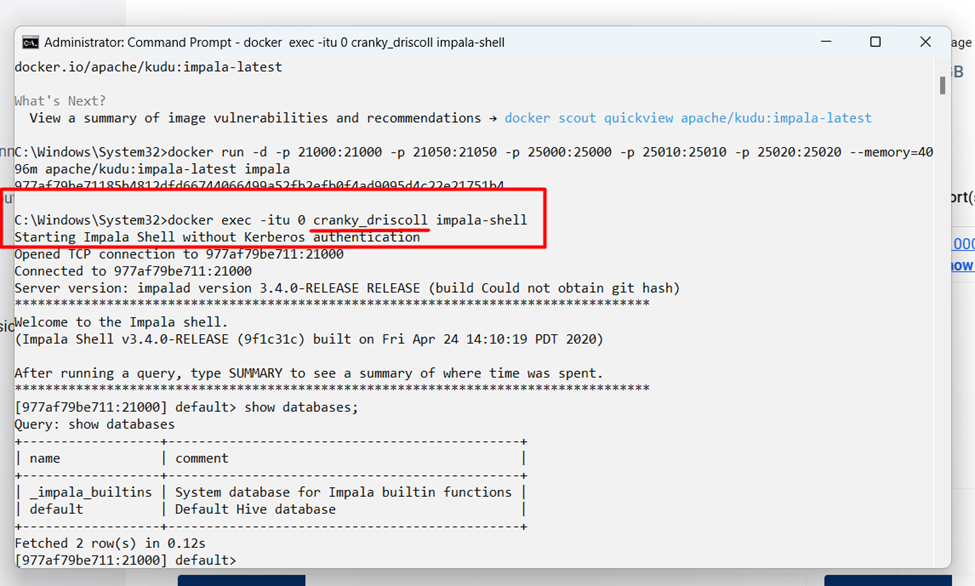 Administrator: Command Prompt - docker  exec -itu 0 cranky_driscoll impala-shell
docker.io/apache/kudu:impala-latest
What's Next?
  View a summary of image vulnerabilities and recommendations → docker scout quickview apache/kudu:impala-latest
C:\Windows\System32>docker run -d -p 21000:21000 -p 21050:21050 -p 25000:25000 -p 25010:25010 -p 25020:25020 --memory=40
96m apache/kudu:impala-latest impala
977af79be71185b4812dfd66744066499a52fb2efb0f4ad9095d4c22e21751b4
C:\Windows\System32>docker exec -itu 0 cranky_driscoll impala-shell
Starting Impala Shell without Kerberos authentication
Opened TCP connection to 977af79be711:21000
Connected to 977af79be711:21000
Server version: impalad version 3.4.0-RELEASE RELEASE (build Could not obtain git hash)
***********************************************************************************
Welcome to the Impala shell.
(Impala Shell v3.4.0-RELEASE (9f1c31c) built on Fri Apr 24 14:10:19 PDT 2020)
After running a query, type SUMMARY to see a summary of where time was spent.
***********************************************************************************
[977af79be711:21000] default> show databases;
Query: show databases
+------------------+----------------------------------------------+
| name             | comment                                      |
+------------------+----------------------------------------------+
| _impala_builtins | System database for Impala builtin functions |
| default          | Default Hive database                        |
+------------------+----------------------------------------------+
Fetched 2 row(s) in 0.12s
[977af79be711:21000] default>